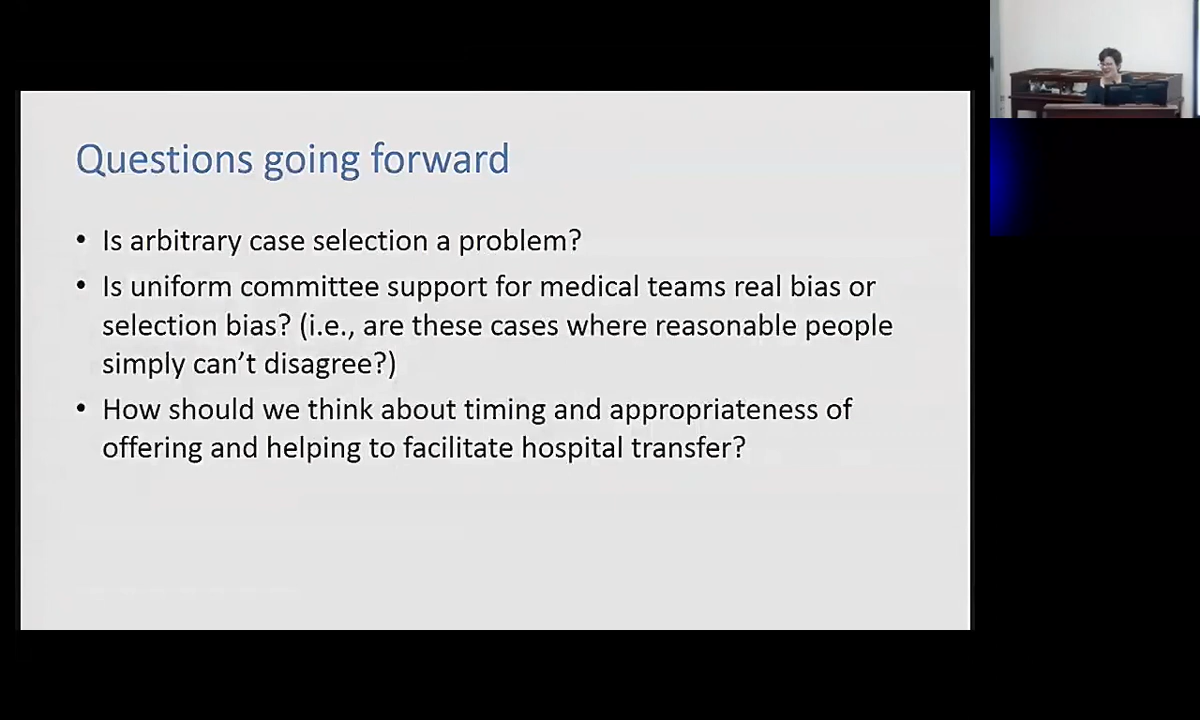 Questions going forward
• Is arbitrary case selection a problem?
• Is uniform committee support for medical teams real bias or
selection bias? (i.e., are these cases where reasonable people
simply can’t disagree?)
• How should we think about timing and appropriateness of
offering and helping to facilitate hospital transfer?